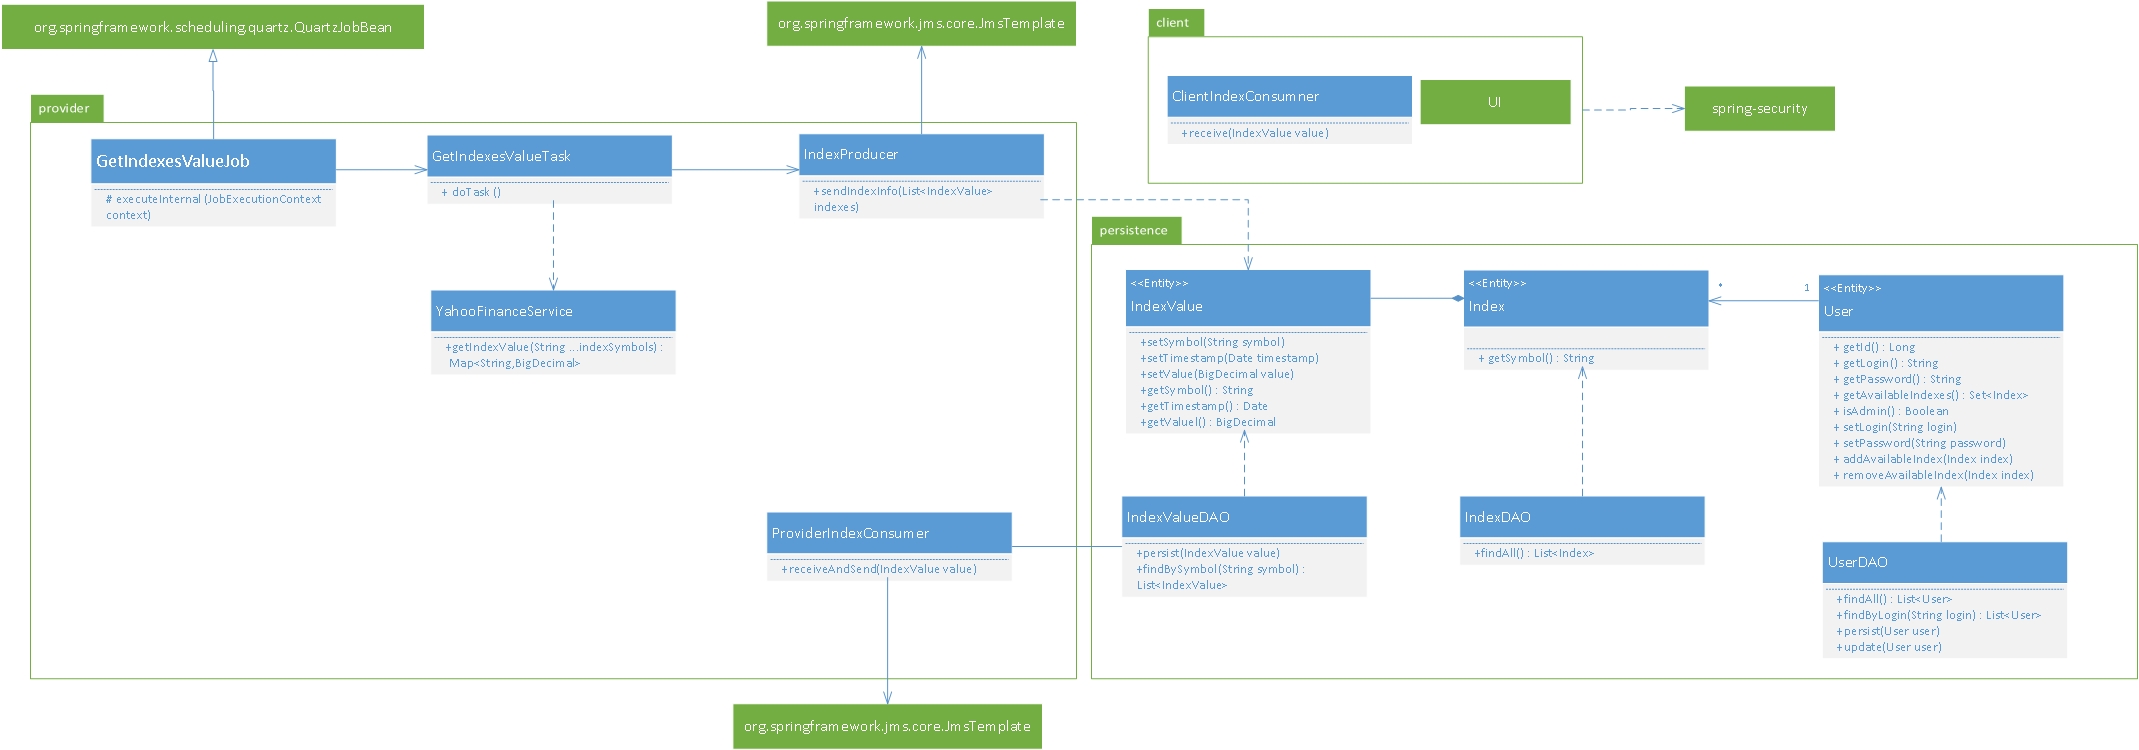 org.springframework.scheduling.quartz.QuartzJobBean
org.springframework.jms.core.JmsTemplate
client
ClientIndexConsumner
+receive(IndexValue value)
UI
spring-security
provider
GetIndexesValueJob
# executeInternal (JobExecutionContext
context)
GetIndexesValueTask
+ doTask ()
IndexProducer
+sendIndexInfo(List<IndexValue>
indexes)
YahooFinanceService
+getIndexValue(String ...indexSymbols) :
Map<String,BigDecimal>
ProviderIndexConsumer
+receiveAndSend(IndexValue value)
org.springframework.jms.core.JmsTemplate
persistence
<<Entity>>
IndexValue
+setSymbol(String symbol)
+setTimestamp(Date timestamp)
+setValue(BigDecimal value)
+getSymbol() : String
+getTimestamp() : Date
+getValuel() : BigDecimal
<<Entity>>
Index
+ getSymbol() : String
*
1
<<Entity>>
User
+ getId() : Long
+ getLogin() : String
+ getPassword() : String
+ getAvailableIndexes() : Set<Index>
+ isAdmin() : Boolean
+ setLogin(String login)
+ setPassword(String password)
+ addAvailableIndex(Index index)
+ removeAvailableIndex(Index index)
IndexValueDAO
+persist(IndexValue value)
+findBySymbol(String symbol) :
List<IndexValue>
IndexDAO
+findAll() : List<Index>
UserDAO
+findAll() : List<User>
+findByLogin(String login) : List<User>
+persist(User user)
+update(User user)